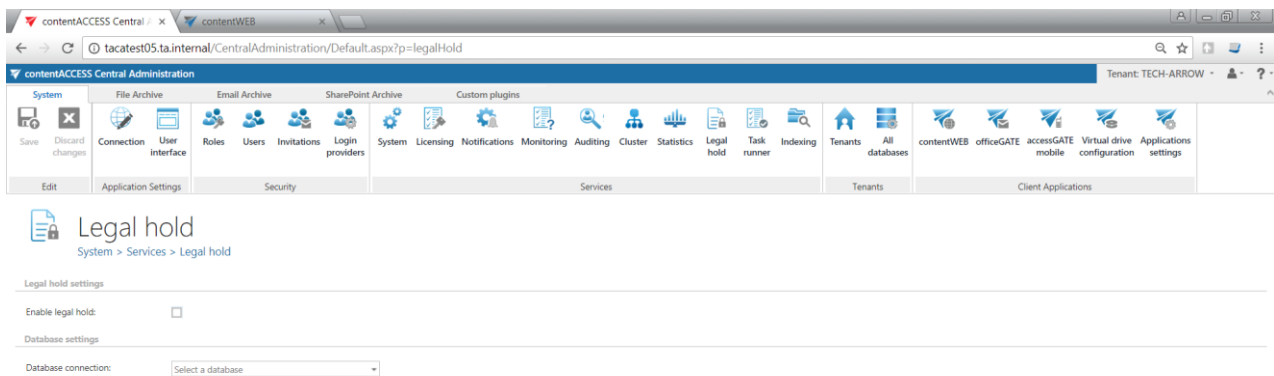 contentACCESS Central A
contentWEB
tacatest05.ta.internal/CentralAdministration/Default.aspx?p=legalHold
contentACCESS Central Administration
Tenant: TECH-ARROW
System File Archive Email Archive SharePoint Archive Custom plugins
Save Discard changes Connection User interface Roles Users Invitations Login providers System Licensing Notifications Monitoring Auditing Cluster Statistics Legal hold Task runner Indexing Tenants All databases contentWEB officeGATE accessGATE mobile Virtual drive configuration Applications settings
Edit Application Settings Security Services Tenants Client Applications
Legal hold
System > Services > Legal hold
Legal hold settings
Enable legal hold:
Database settings
Database connection: Select a database